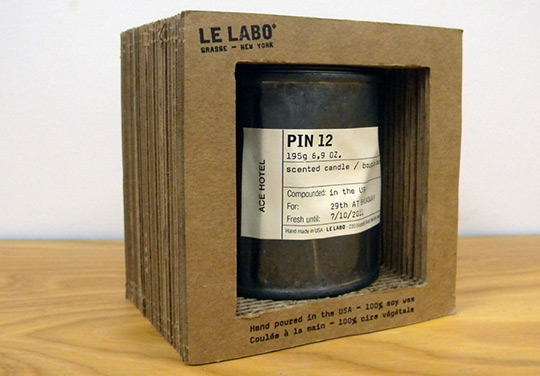 LE LABO
GRASSE - NEW YORK
ACE HOTEL
PIN 12
195g 6,9 OZ.
scented candle /
Compounded: in the
For: 29th AT
Fresh until: 7/10/2011
Hand made in USA - LE LABO -
Hand poured in the USA - 100% soy wax
Coulés à la main - 100% cire végétale